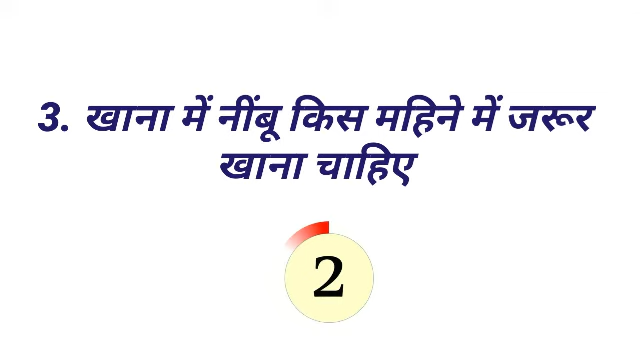 3. खाना में नींबू किस महिने में जरूर
खाना चाहिए
2